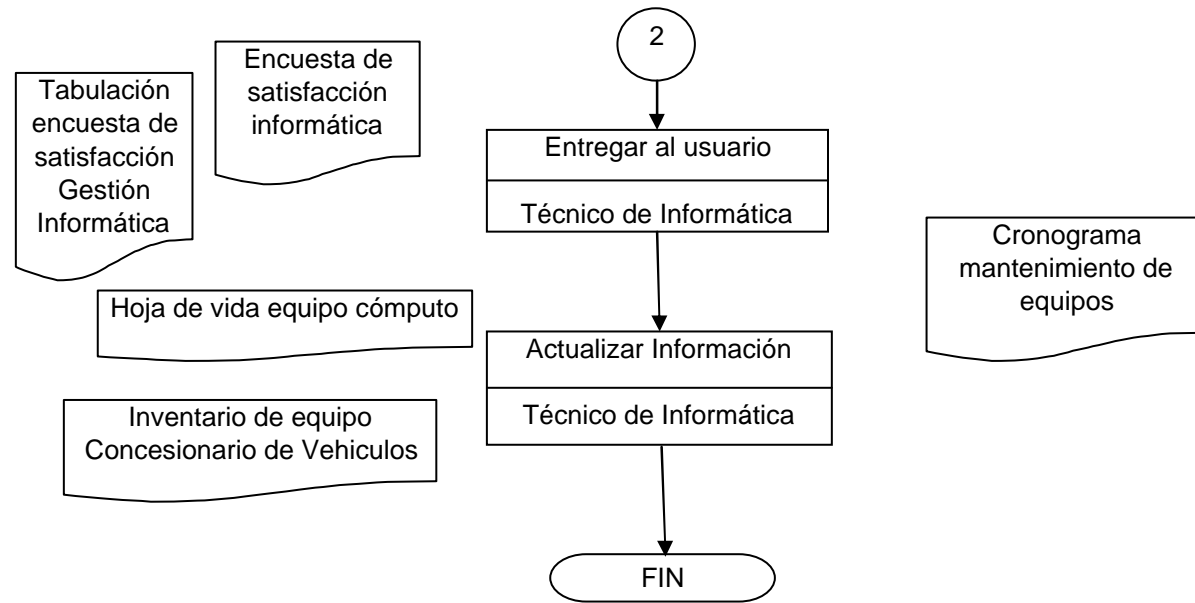 2
Encuesta de
satisfacción
informática
Tabulación
encuesta de
satisfacción
Gestión
Informática
Entregar al usuario
Técnico de Informática
Cronograma
mantenimiento de
equipos
Hoja de vida equipo cómputo
Actualizar Información
Técnico de Informática
Inventario de equipo
Concesionario de Vehiculos
FIN